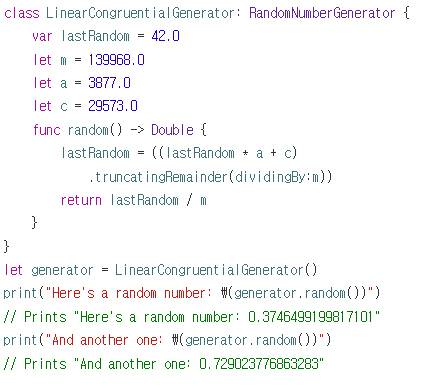 class LinearCongruentialGenerator: RandomNumberGenerator {
var lastRandom = 42.0
let m = 139968.0
let a = 3877.0
let c = 29573.0
func random() -> Double {
lastRandom = ((lastRandom * a + c)
.truncatingRemainder(dividingBy:m))
return lastRandom / m
}
}
let generator = LinearCongruentialGenerator()
print("Here's a random number: ₩(generator.random())")
// Prints "Here's a random number: 0.3746499199817101"
print("And another one: ₩(generator.random())")
// Prints "And another one: 0.729023776863283"